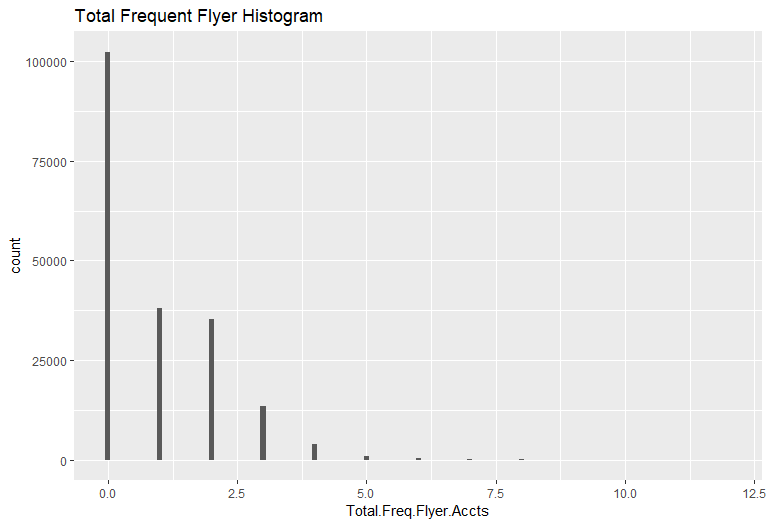 Total Frequent Flyer Histogram
100000
75000
50000
25000
0
count
0.0 2.5 5.0 7.5 10.0 12.5
Total.Freq.Flyer.Accts